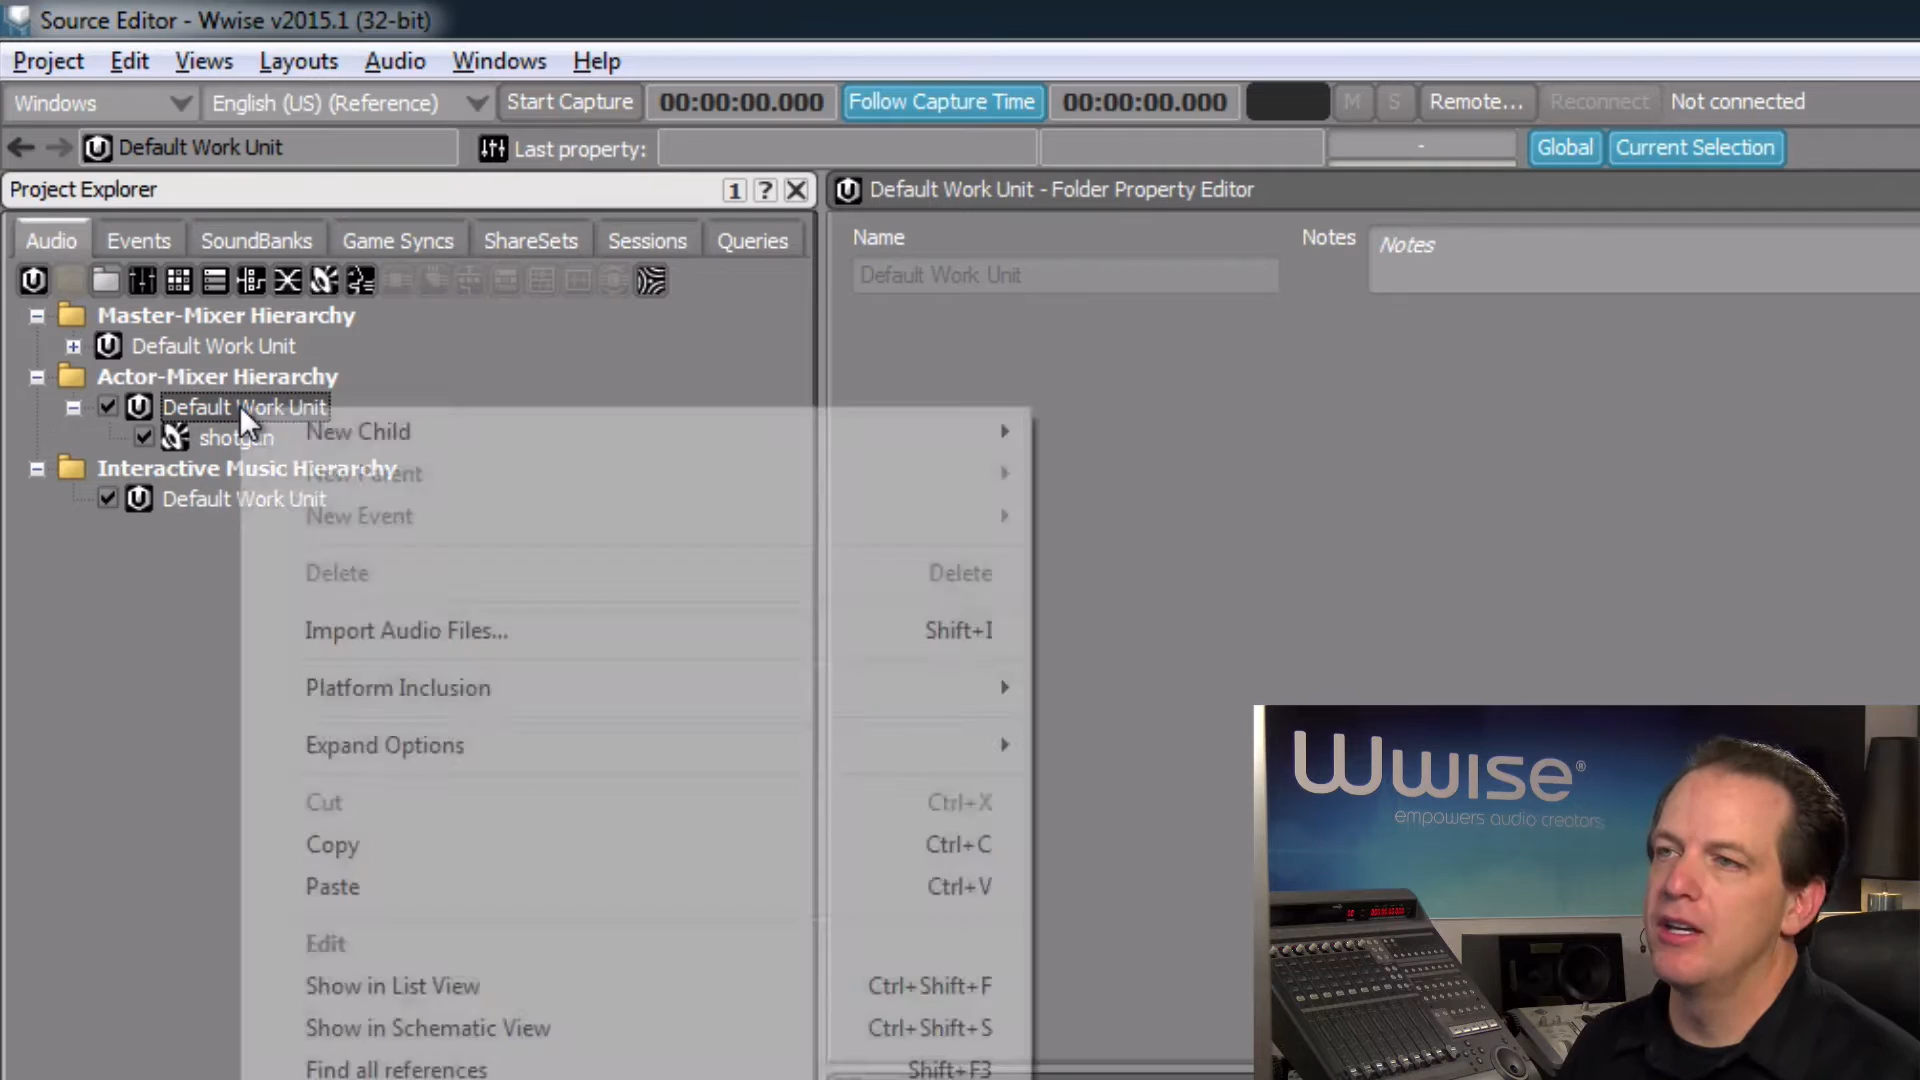 Source Editor - Wwise v2015.1 (32-bit)
Project Edit Views Layouts Audio Windows Help
Windows English (US) (Reference) Start Capture 00:00:00.000 Follow Capture Time 00:00:00.000 M S Remote... Reconnect Not connected
Default Work Unit Last property: - Global Current Selection
Project Explorer 1 ? X
Default Work Unit - Folder Property Editor
Audio Events SoundBanks Game Syncs ShareSets Sessions Queries
Name Notes Notes
Default Work Unit
Master-Mixer Hierarchy
Default Work Unit
Actor-Mixer Hierarchy
Default Work Unit
shotgun
Interactive Music Hierarchy
Default Work Unit
New Child
New Parent
New Event
Delete Delete
Import Audio Files... Shift+I
Platform Inclusion
Expand Options
Cut Ctrl+X
Copy Ctrl+C
Paste Ctrl+V
Edit
Show in List View Ctrl+Shift+F
Show in Schematic View Ctrl+Shift+S
Find all references Shift+F3
Wwise®
empowers audio creators